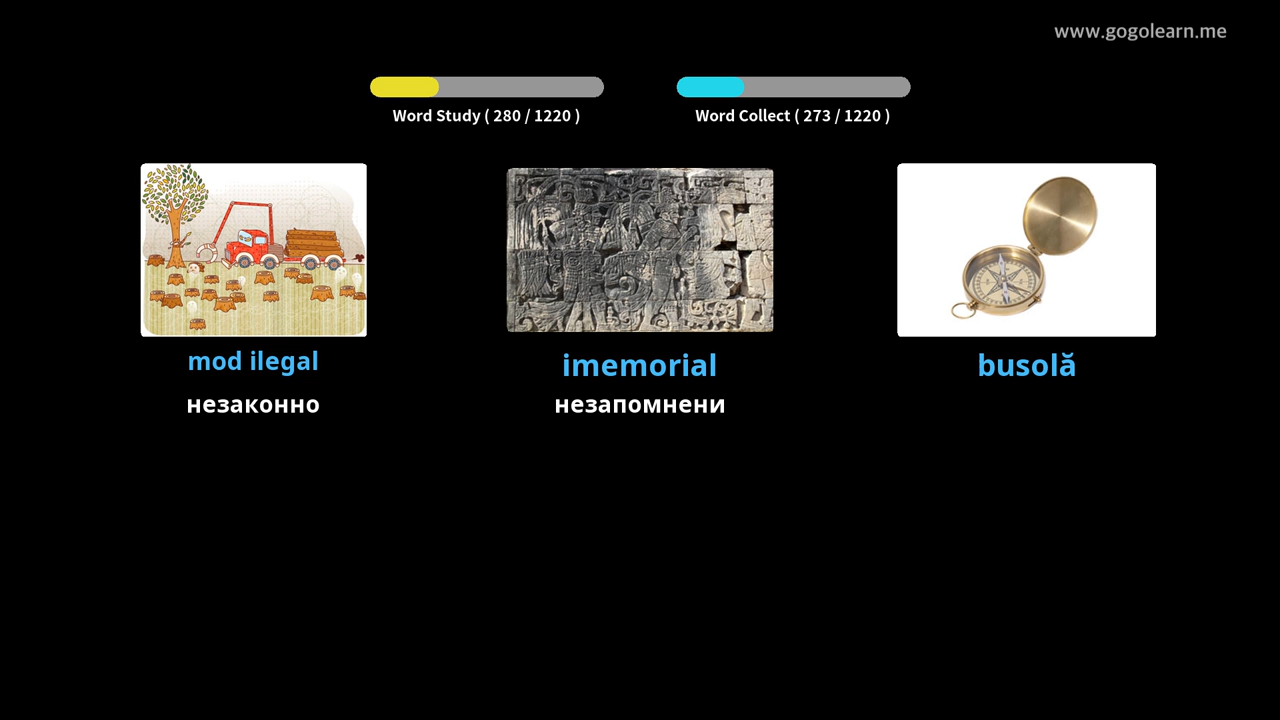 www.gogolearn.me
Word Study ( 280 / 1220 )
Word Collect ( 273 / 1220 )
mod ilegal
imemorial
busolă
незаконно
незапомнени